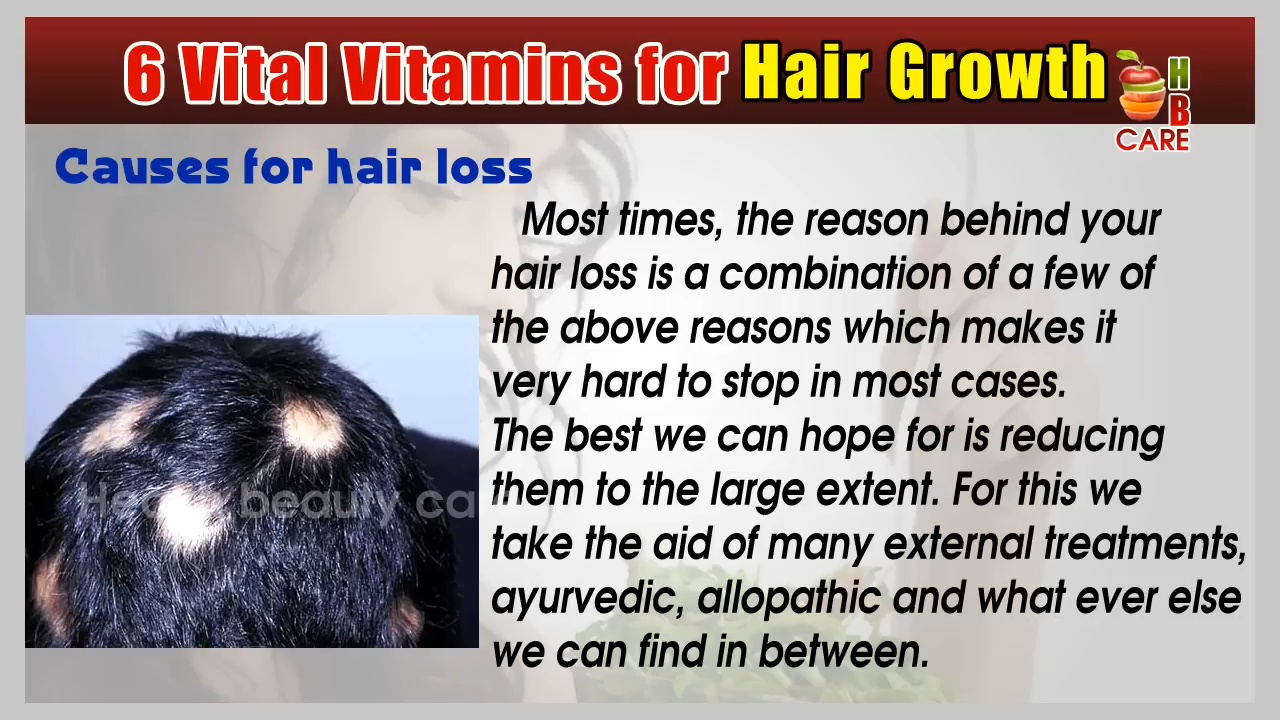 6 Vital Vitamins for Hair Growth
H
B
CARE
Causes for hair loss
Most times, the reason behind your
hair loss is a combination of a few of
the above reasons which makes it
very hard to stop in most cases.
The best we can hope for is reducing
them to the large extent. For this we
take the aid of many external treatments,
ayurvedic, allopathic and what ever else
we can find in between.
beauty care